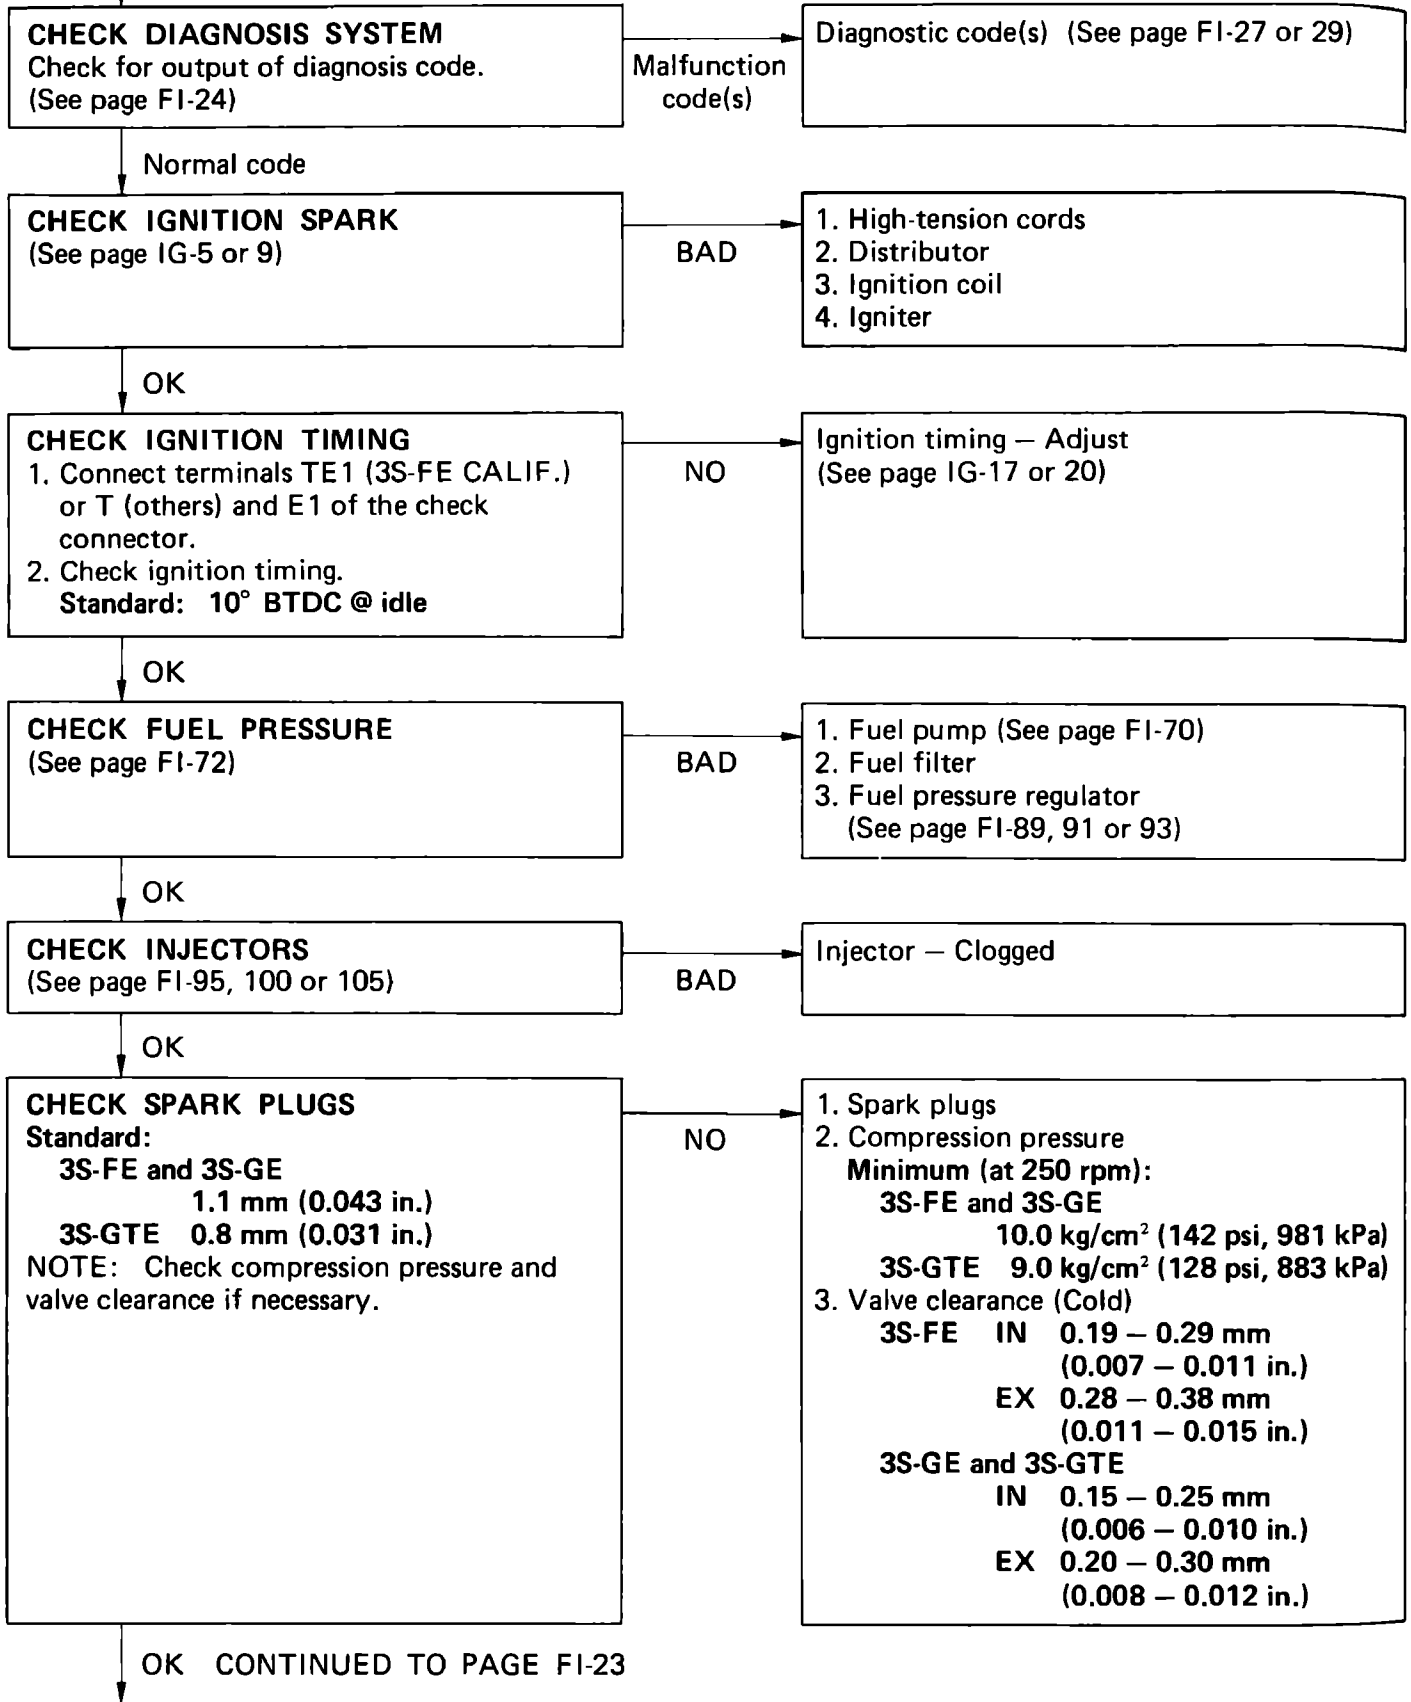 CHECK DIAGNOSIS SYSTEM
Check for output of diagnosis code.
(See page FI-24)
Malfunction
code(s)
Diagnostic code(s) (See page FI-27 or 29)
Normal code
CHECK IGNITION SPARK
(See page IG-5 or 9)
BAD
1. High-tension cords
2. Distributor
3. Ignition coil
4. Igniter
OK
CHECK IGNITION TIMING
1. Connect terminals TE1 (3S-FE CALIF.)
or T (others) and E1 of the check
connector.
2. Check ignition timing.
Standard: 10° BTDC @ idle
NO
Ignition timing — Adjust
(See page IG-17 or 20)
OK
CHECK FUEL PRESSURE
(See page FI-72)
BAD
1. Fuel pump (See page FI-70)
2. Fuel filter
3. Fuel pressure regulator
(See page FI-89, 91 or 93)
OK
CHECK INJECTORS
(See page FI-95, 100 or 105)
BAD
Injector — Clogged
OK
CHECK SPARK PLUGS
Standard:
3S-FE and 3S-GE
1.1 mm (0.043 in.)
3S-GTE 0.8 mm (0.031 in.)
NOTE: Check compression pressure and
valve clearance if necessary.
NO
1. Spark plugs
2. Compression pressure
Minimum (at 250 rpm):
3S-FE and 3S-GE
10.0 kg/cm² (142 psi, 981 kPa)
3S-GTE 9.0 kg/cm² (128 psi, 883 kPa)
3. Valve clearance (Cold)
3S-FE IN 0.19 — 0.29 mm
(0.007 — 0.011 in.)
EX 0.28 — 0.38 mm
(0.011 — 0.015 in.)
3S-GE and 3S-GTE
IN 0.15 — 0.25 mm
(0.006 — 0.010 in.)
EX 0.20 — 0.30 mm
(0.008 — 0.012 in.)
OK CONTINUED TO PAGE FI-23